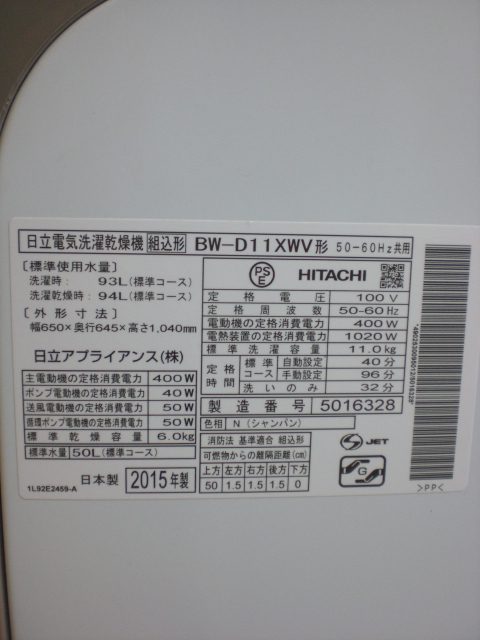 日立電気洗濯乾燥機 組込形 BW-D11XWV形 50-60Hz共用
〔標準使用水量〕
洗濯時: 93L(標準コース)
洗濯乾燥時: 94L(標準コース)
〔外形寸法〕
幅650×奥行645×高さ1,040mm
日立アプライアンス(株)
主電動機の定格消費電力 400W
ポンプ電動機の定格消費電力 40W
送風電動機の定格消費電力 50W
循環ポンプ電動機の定格消費電力 50W
標準乾燥容量 6.0kg
標準水量50L(標準コース)
日本製 2015年製
1L92E2459-A
PSE HITACHI
定格電圧 100V
定格周波数 50-60Hz
電動機の定格消費電力 400W
電熱装置の定格消費電力 1020W
標準洗濯容量 11.0kg
定格時間 標準コース 自動設定 40分
手動設定 96分
洗いのみ 32分
製造番号 5016328
色相 N(シャンパン)
消防法 基準適合 組込形
可燃物からの離隔距離(cm)
上方 左方 右方 後方 下方
50 1.5 1.5 1.5 0
S JET
G
>PP<